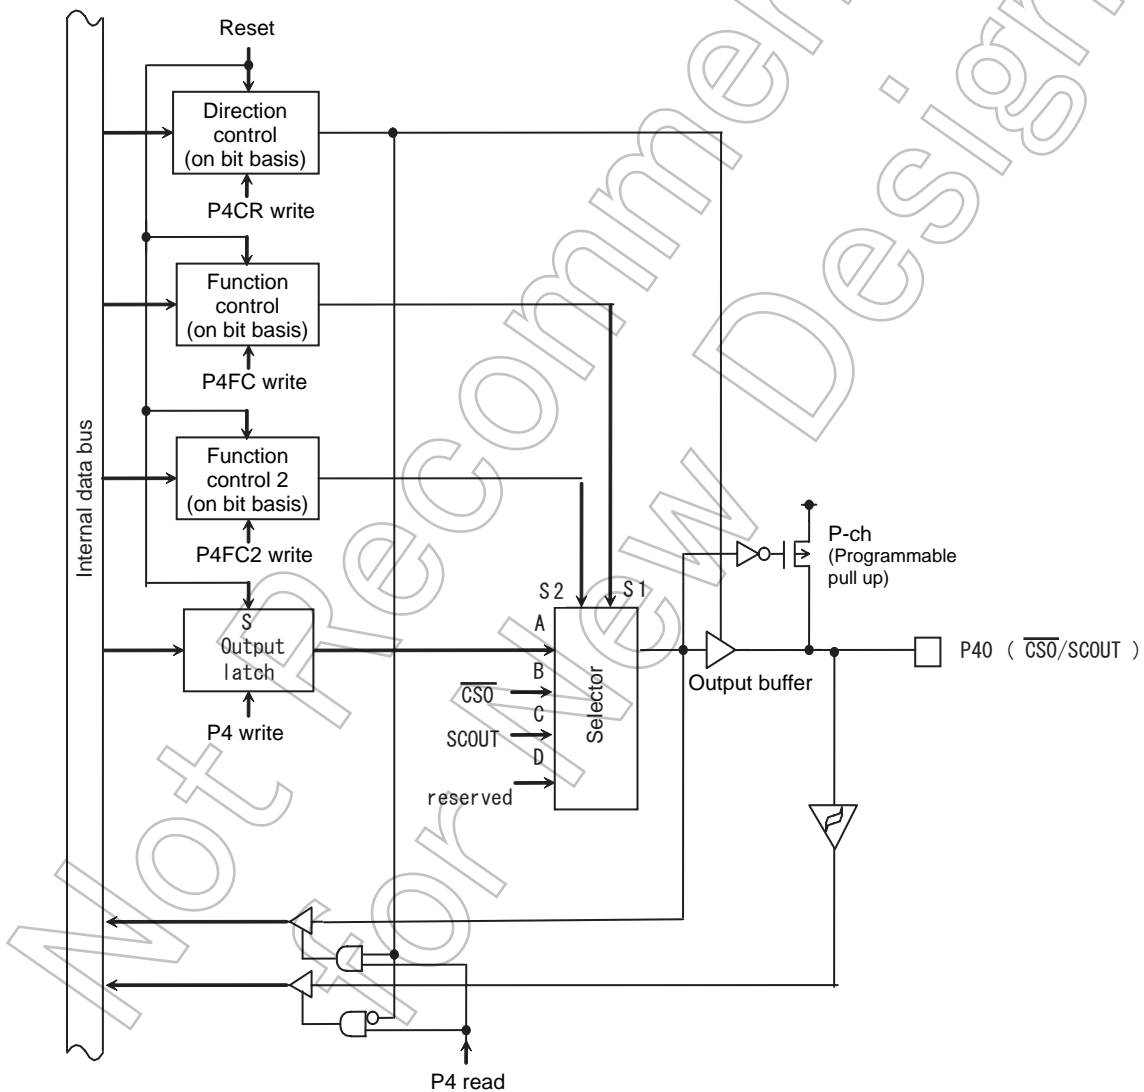 Reset
Direction
control
(on bit basis)
P4CR write
Function
control
(on bit basis)
P4FC write
Function
control 2
(on bit basis)
P4FC2 write
Internal data bus
S
Output
latch
P4 write
S2
S1
A
B
C
D
CS0
SCOUT
reserved
Selector
Output buffer
P-ch
(Programmable
pull up)
P40 ( CS0/SCOUT )
P4 read
Not Recommen
for New Design